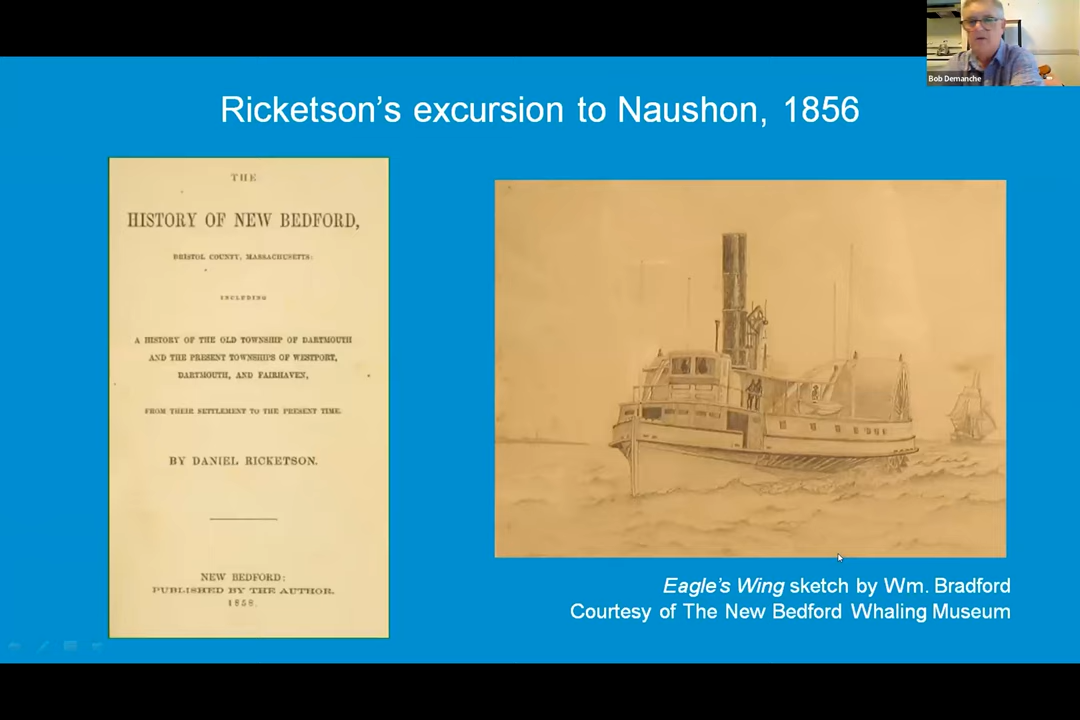 Bob Demanche
Ricketson's excursion to Naushon, 1856
THE
HISTORY OF NEW BEDFORD,
BRISTOL COUNTY, MASSACHUSETTS:
INCLUDING
A HISTORY OF THE OLD TOWNSHIP OF DARTMOUTH
AND THE PRESENT TOWNSHIPS OF WESTPORT,
DARTMOUTH, AND FAIRHAVEN,
FROM THEIR SETTLEMENT TO THE PRESENT TIME.
BY DANIEL RICKETSON.
NEW BEDFORD:
PUBLISHED BY THE AUTHOR.
1858.
Eagle's Wing sketch by Wm. Bradford
Courtesy of The New Bedford Whaling Museum